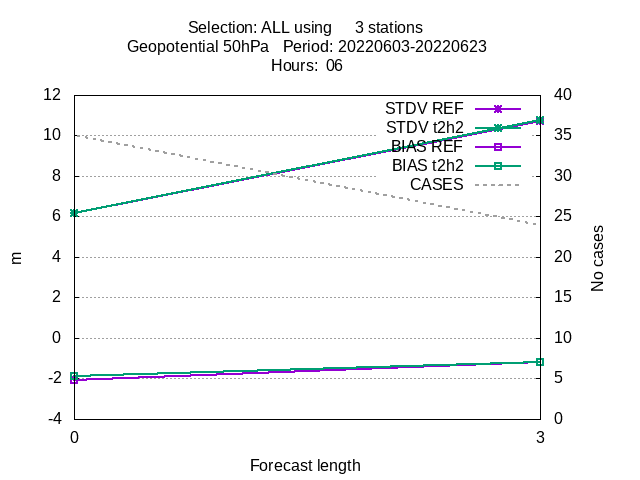 Selection: ALL using     3 stations
Geopotential 50hPa   Period: 20220603-20220623
Hours:  06
12
10
8
6
4
2
0
-2
-4
m
40
35
30
25
20
15
10
5
0
No cases
STDV REF
STDV t2h2
BIAS REF
BIAS t2h2
CASES
0
3
Forecast length